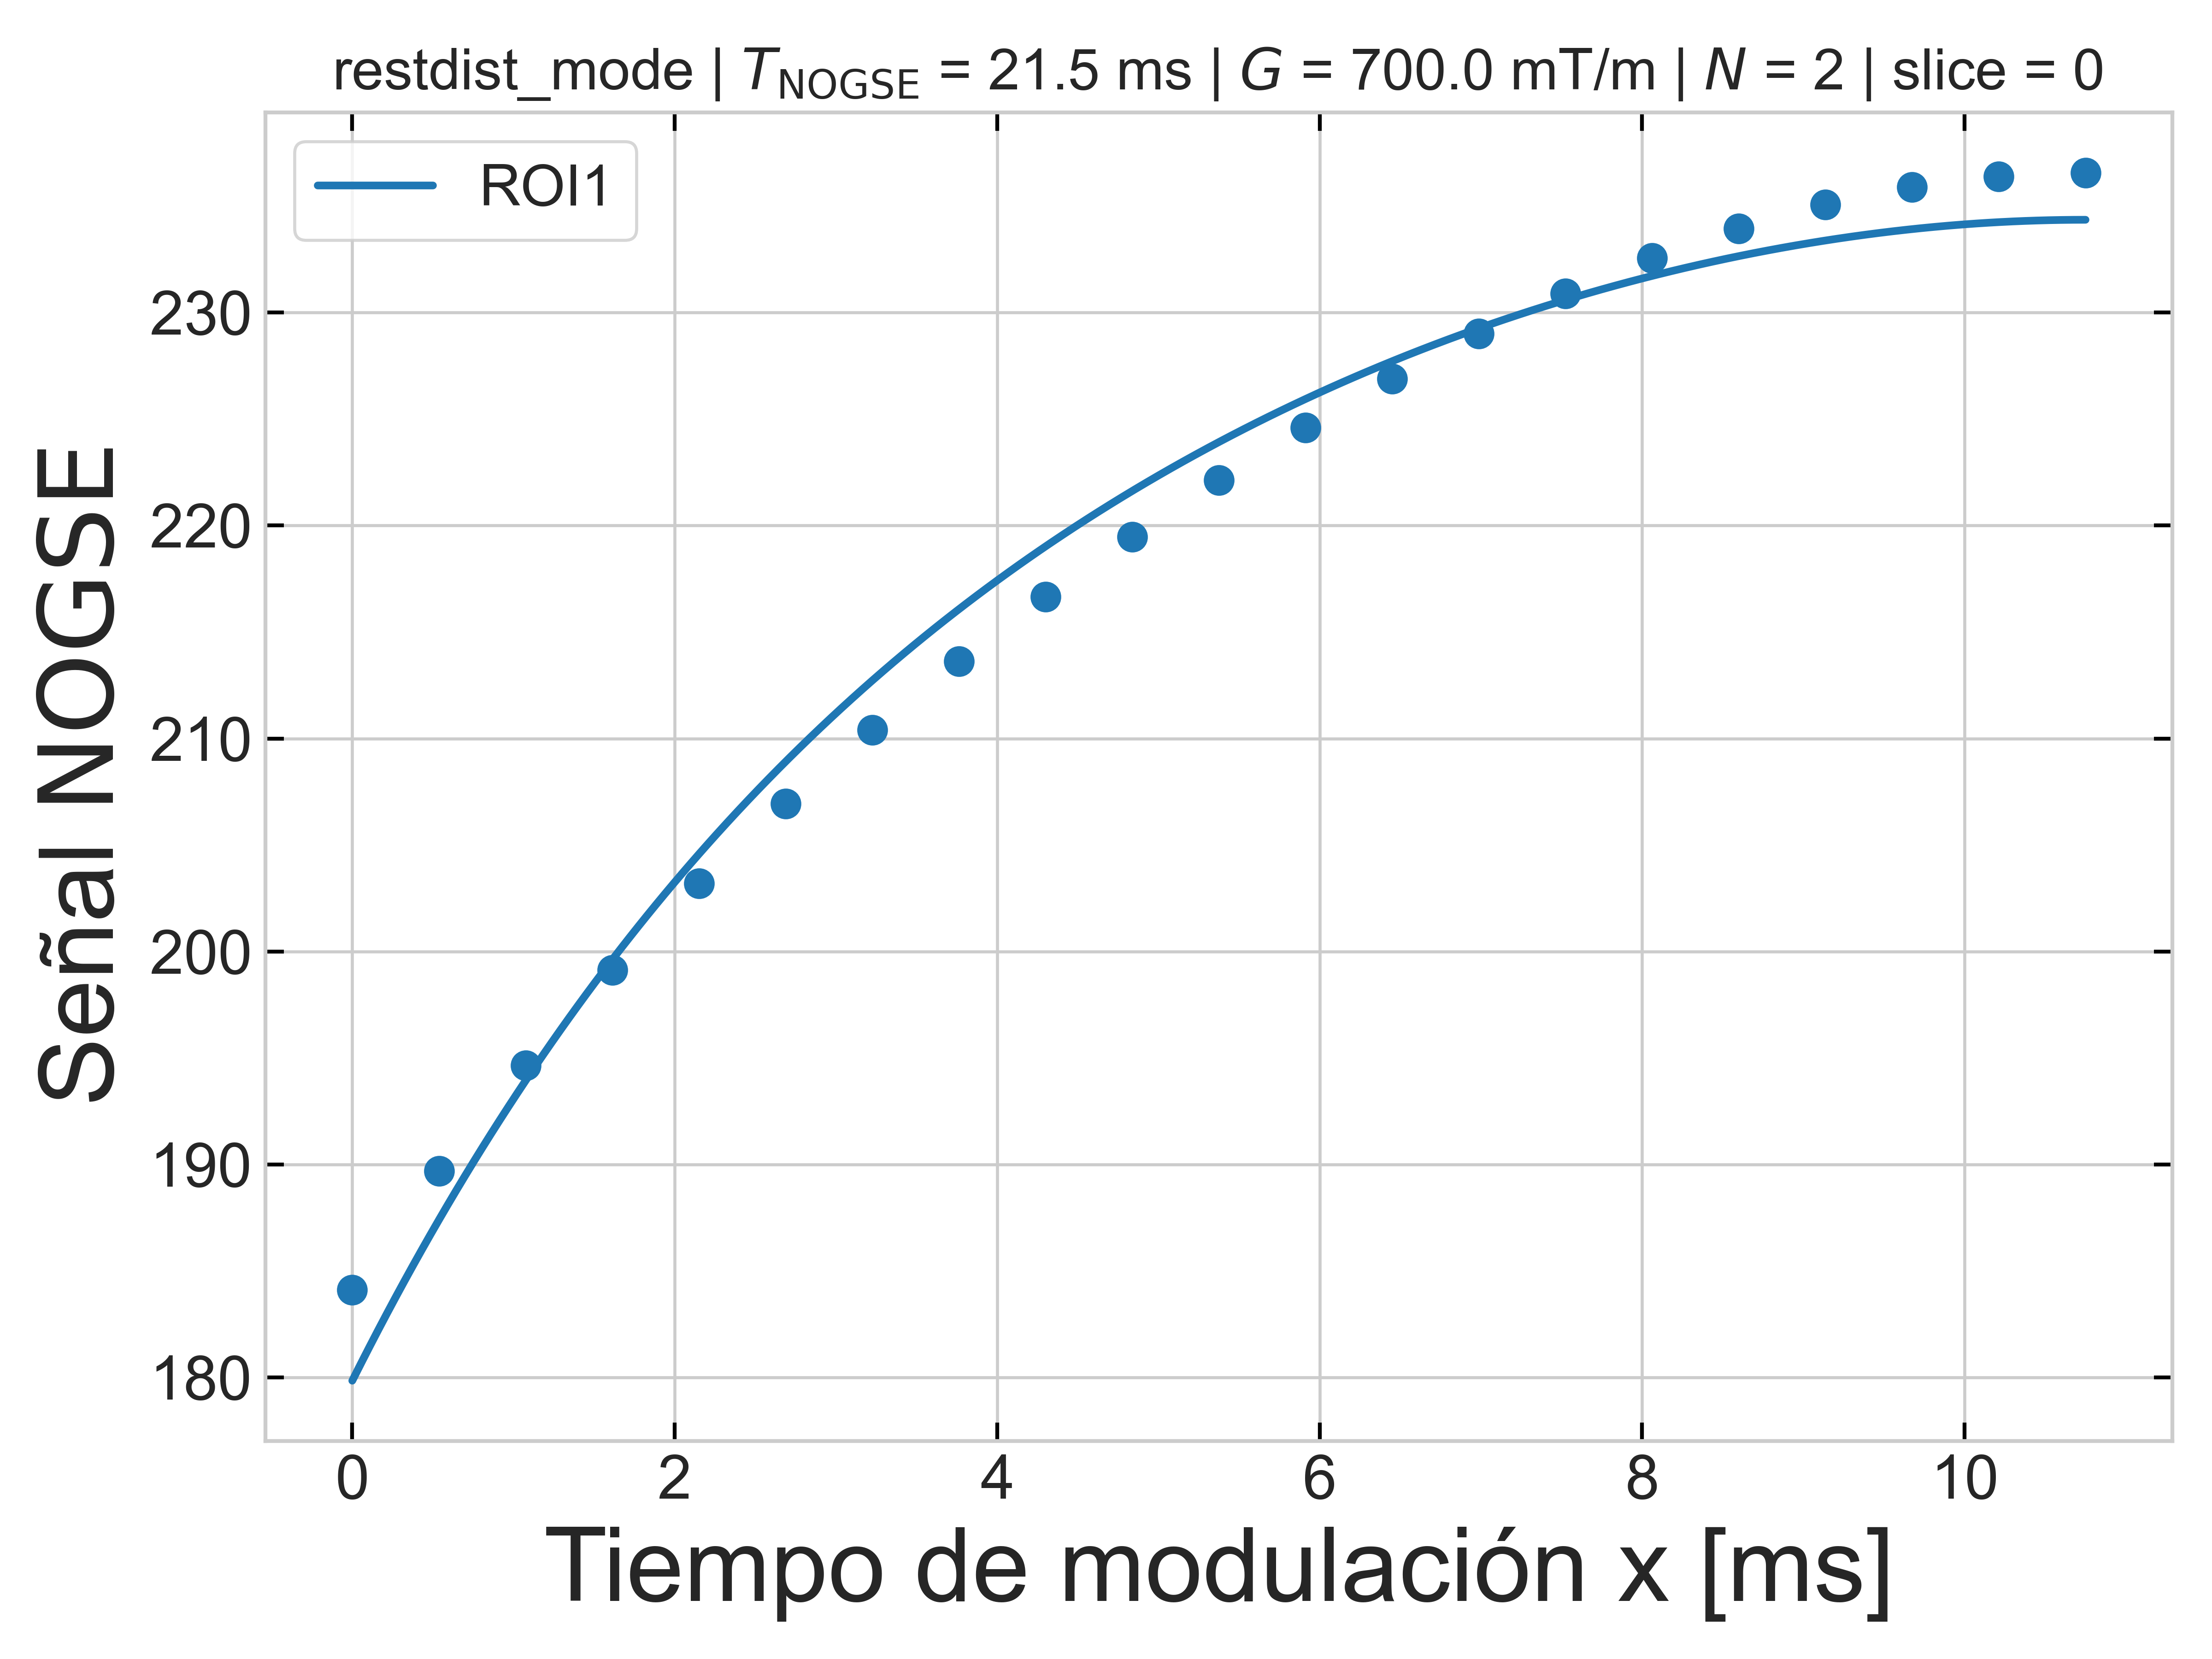 restdist_mode | T_NOGSE = 21.5 ms | G = 700.0 mT/m | N = 2 | slice = 0
ROI1
Señal NOGSE
230
220
210
200
190
180
0 2 4 6 8 10
Tiempo de modulación x [ms]